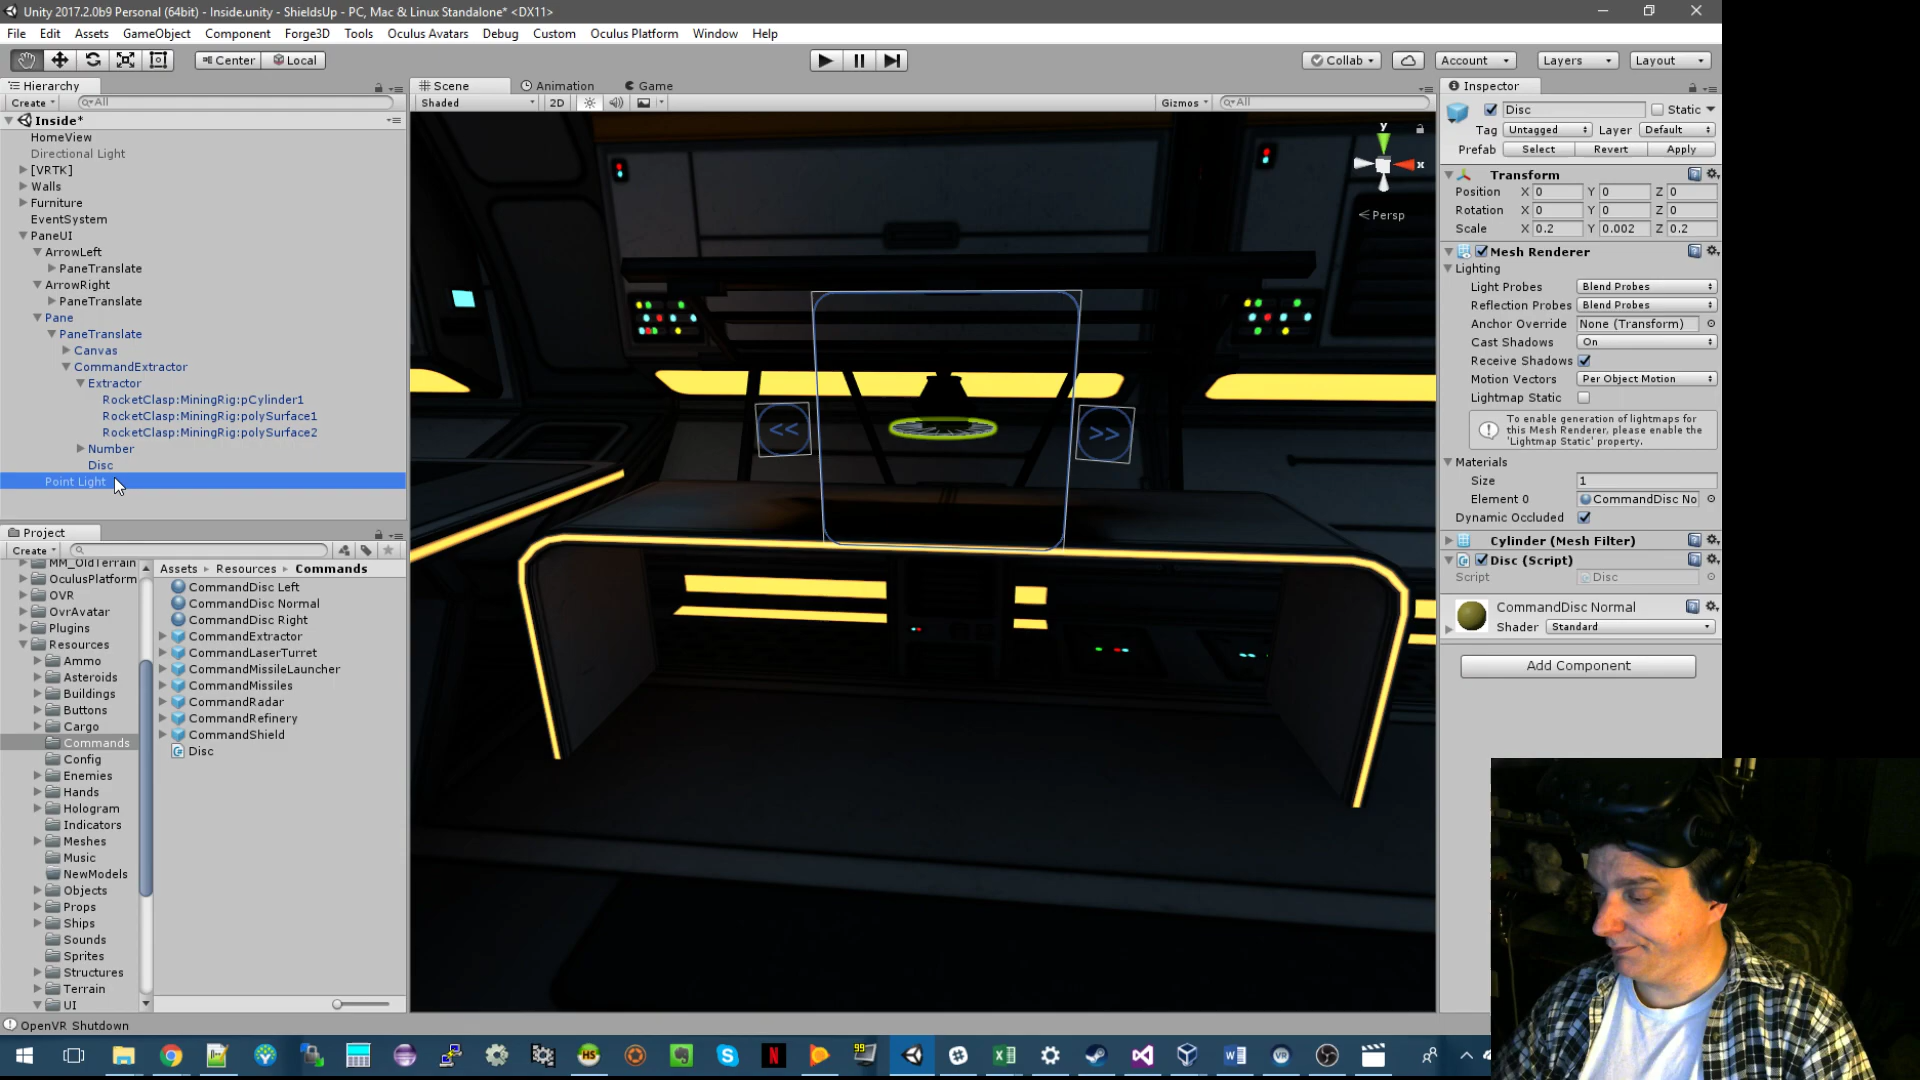 Unity 2017.2.0b9 Personal (64bit) - Inside.unity - ShieldsUp - PC, Mac & Linux Standalone* <DX11>
File Edit Assets GameObject Component Forge3D Tools Oculus Avatars Debug Custom Oculus Platform Window Help
Center Local Collab Account Layers Layout
Hierarchy
Create All
Inside*
HomeView
Directional Light
[VRTK]
Walls
Furniture
EventSystem
PaneUI
ArrowLeft
PaneTranslate
ArrowRight
PaneTranslate
Pane
PaneTranslate
Canvas
CommandExtractor
Extractor
RocketClasp:MiningRig:pCylinder1
RocketClasp:MiningRig:polySurface1
RocketClasp:MiningRig:polySurface2
Number
Disc
Point Light
Project
Create
MM_OldTerrain
OculusPlatform
OVR
OvrAvatar
Plugins
Resources
Ammo
Asteroids
Buildings
Buttons
Cargo
Commands
Config
Enemies
Hands
Hologram
Indicators
Meshes
Music
NewModels
Objects
Props
Ships
Sounds
Sprites
Structures
Terrain
UI
Assets Resources Commands
CommandDisc Left
CommandDisc Normal
CommandDisc Right
CommandExtractor
CommandLaserTurret
CommandMissileLauncher
CommandMissiles
CommandRadar
CommandRefinery
CommandShield
Disc
OpenVR Shutdown
Scene Animation Game
Shaded 2D Gizmos All
y
x
Persp
<< >>
Inspector
Disc Static
Tag Untagged Layer Default
Prefab Select Revert Apply
Transform
Position X 0 Y 0 Z 0
Rotation X 0 Y 0 Z 0
Scale X 0.2 Y 0.002 Z 0.2
Mesh Renderer
Lighting
Light Probes Blend Probes
Reflection Probes Blend Probes
Anchor Override None (Transform)
Cast Shadows On
Receive Shadows
Motion Vectors Per Object Motion
Lightmap Static
To enable generation of lightmaps for
this Mesh Renderer, please enable the
'Lightmap Static' property.
Materials
Size 1
Element 0 CommandDisc No
Dynamic Occluded
Cylinder (Mesh Filter)
Disc (Script)
Script Disc
CommandDisc Normal
Shader Standard
Add Component
HS N 99 VR